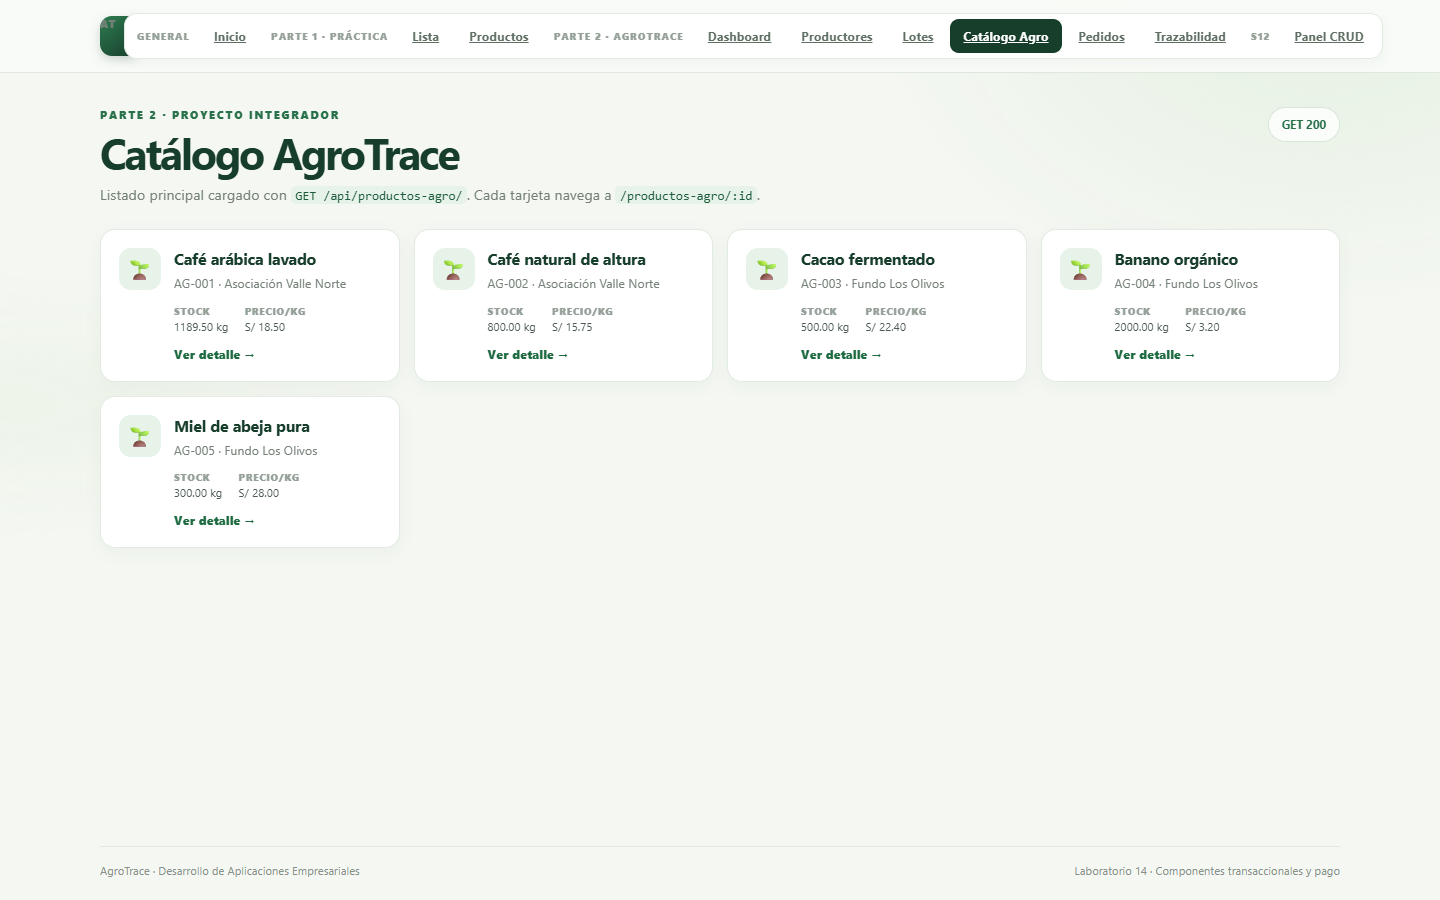 AT GENERAL Inicio PARTE 1 · PRÁCTICA Lista Productos PARTE 2 · AGROTRACE Dashboard Productores Lotes Catálogo Agro Pedidos Trazabilidad S12 Panel CRUD
PARTE 2 · PROYECTO INTEGRADOR
GET 200
Catálogo AgroTrace
Listado principal cargado con GET /api/productos-agro/. Cada tarjeta navega a /productos-agro/:id.
Café arábica lavado
AG-001 · Asociación Valle Norte
STOCK PRECIO/KG
1189.50 kg S/ 18.50
Ver detalle →
Café natural de altura
AG-002 · Asociación Valle Norte
STOCK PRECIO/KG
800.00 kg S/ 15.75
Ver detalle →
Cacao fermentado
AG-003 · Fundo Los Olivos
STOCK PRECIO/KG
500.00 kg S/ 22.40
Ver detalle →
Banano orgánico
AG-004 · Fundo Los Olivos
STOCK PRECIO/KG
2000.00 kg S/ 3.20
Ver detalle →
Miel de abeja pura
AG-005 · Fundo Los Olivos
STOCK PRECIO/KG
300.00 kg S/ 28.00
Ver detalle →
AgroTrace · Desarrollo de Aplicaciones Empresariales
Laboratorio 14 · Componentes transaccionales y pago